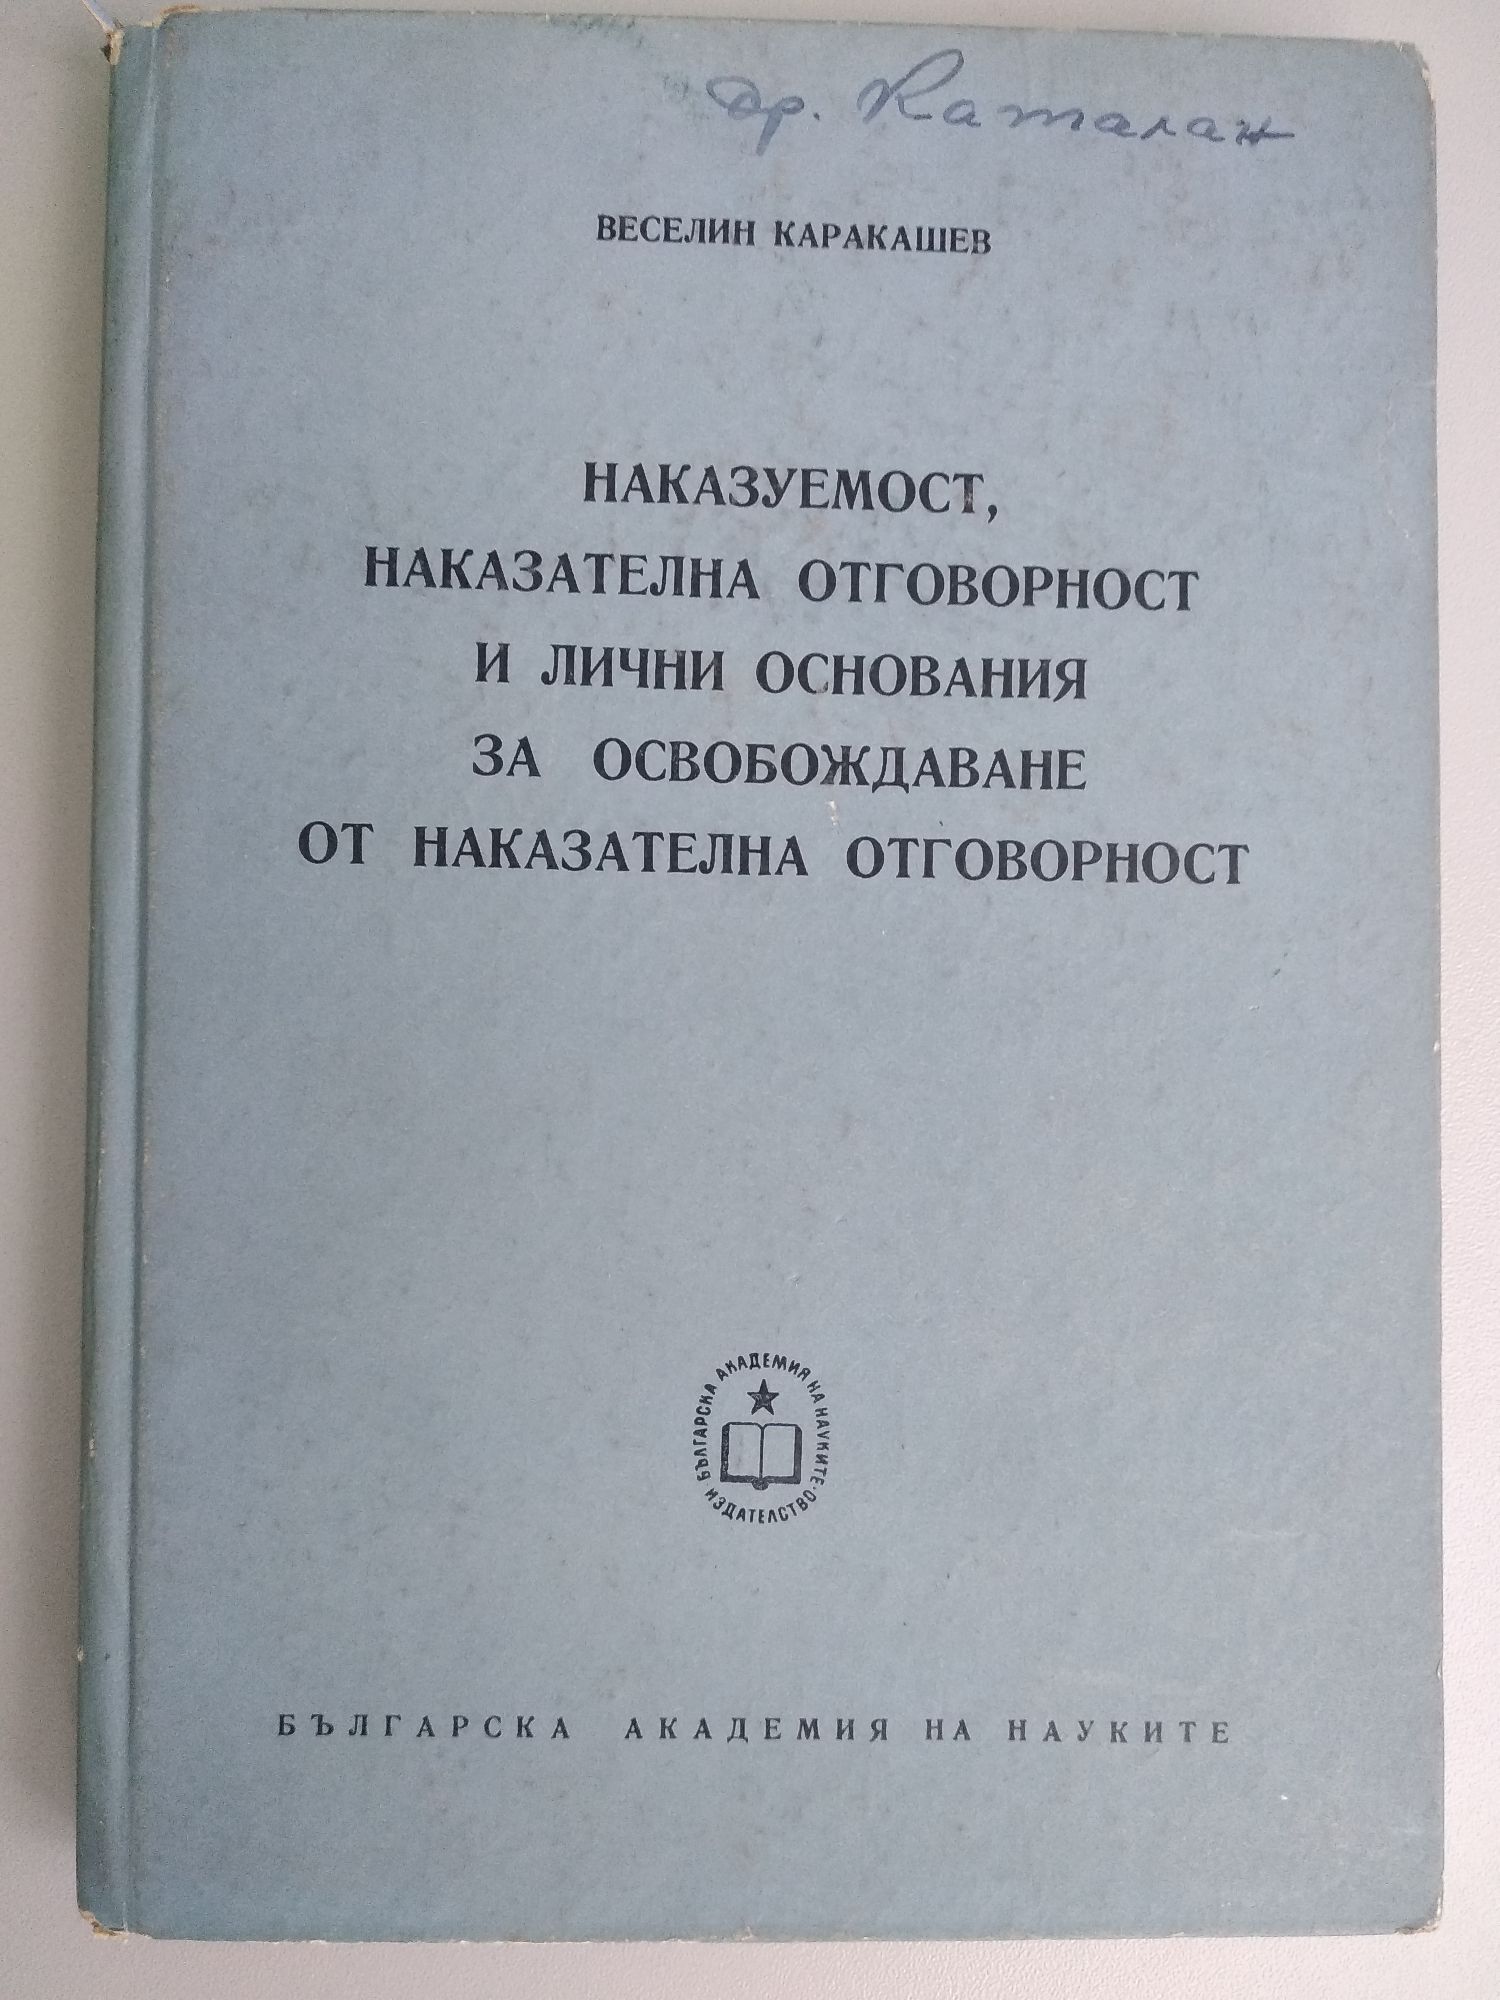 др. Каталан
ВЕСЕЛИН КАРАКАШЕВ
НАКАЗУЕМОСТ,
НАКАЗАТЕЛНА ОТГОВОРНОСТ
И ЛИЧНИ ОСНОВАНИЯ
ЗА ОСВОБОЖДАВАНЕ
ОТ НАКАЗАТЕЛНА ОТГОВОРНОСТ
БЪЛГАРСКА АКАДЕМИЯ НА НАУКИТЕ
ИЗДАТЕЛСТВО
БЪЛГАРСКА АКАДЕМИЯ НА НАУКИТЕ